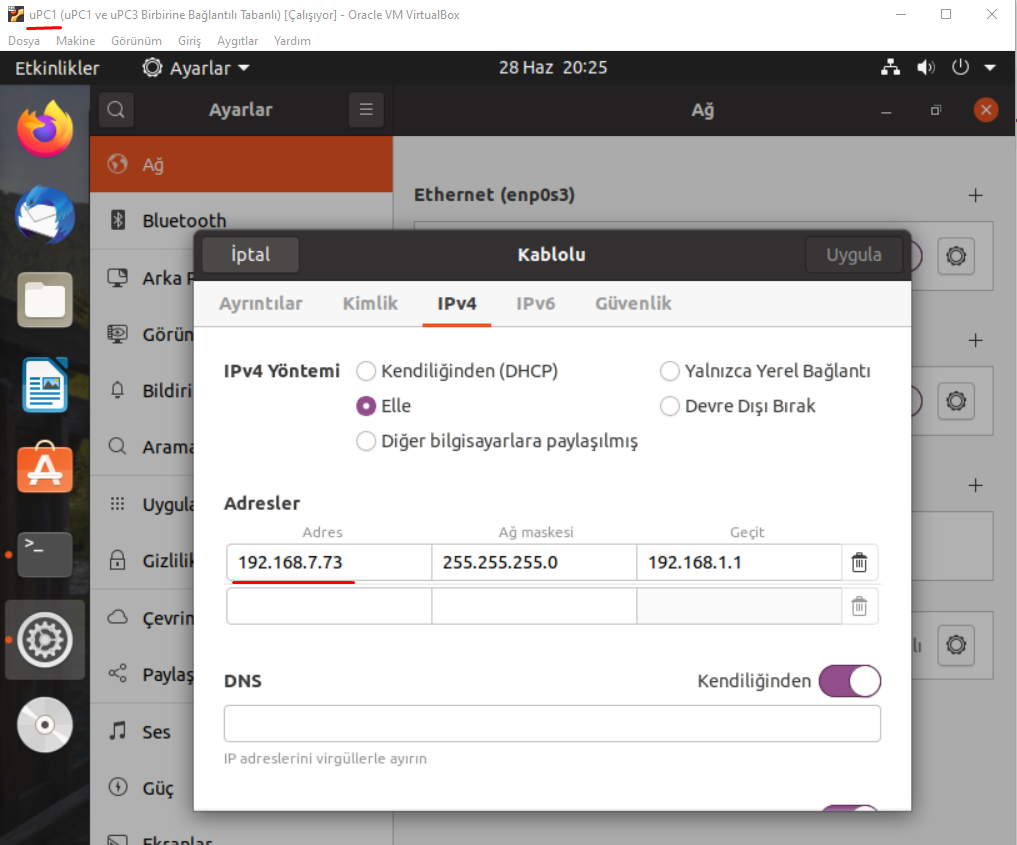 uPC1 (uPC1 ve uPC3 Birbirine Bağlantılı Tabanlı) [Çalışıyor] - Oracle VM VirtualBox
Dosya Makine Görünüm Giriş Aygıtlar Yardım
Etkinlikler Ayarlar 28 Haz 20:25
Ayarlar Ağ
Ağ
Ethernet (enp0s3)
Bluetooth
İptal Kablolu Uygula
Arka P
Ayrıntılar Kimlik IPv4 IPv6 Güvenlik
Görün
IPv4 Yöntemi Kendiliğinden (DHCP) Yalnızca Yerel Bağlantı
Bildiri
Elle Devre Dışı Bırak
Arama
Diğer bilgisayarlara paylaşılmış
Uygula
Adresler
Adres Ağ maskesi Geçit
Gizlilik
192.168.7.73 255.255.255.0 192.168.1.1
Çevrim
Paylaş
DNS Kendiliğinden
Ses
IP adreslerini virgüllerle ayırın
Güç
Ekranlar